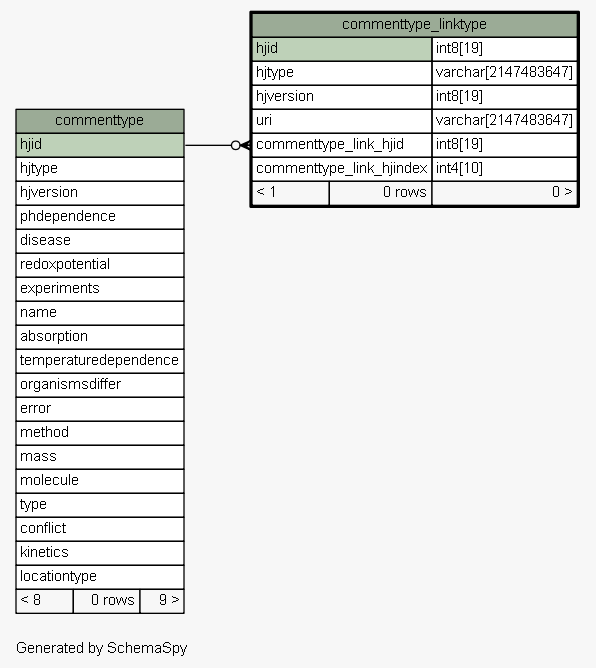 commenttype_linktype
hjid int8[19]
hjtype varchar[2147483647]
hjversion int8[19]
uri varchar[2147483647]
commenttype_link_hjid int8[19]
commenttype_link_hjindex int4[10]
< 1 0 rows 0 >
commenttype
hjid
hjtype
hjversion
phdependence
disease
redoxpotential
experiments
name
absorption
temperaturedependence
organismsdiffer
error
method
mass
molecule
type
conflict
kinetics
locationtype
< 8 0 rows 9 >
Generated by SchemaSpy